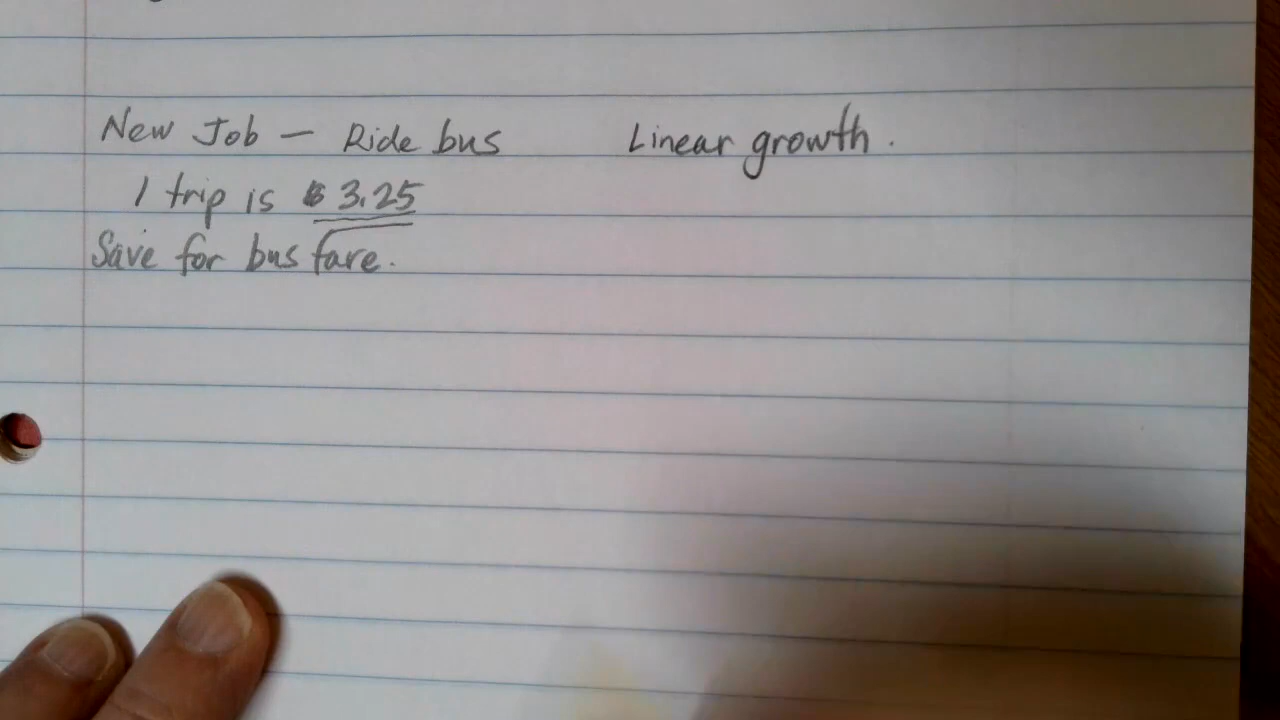 New Job – Ride bus
Linear growth.
1 trip is $3.25
Save for bus fare.